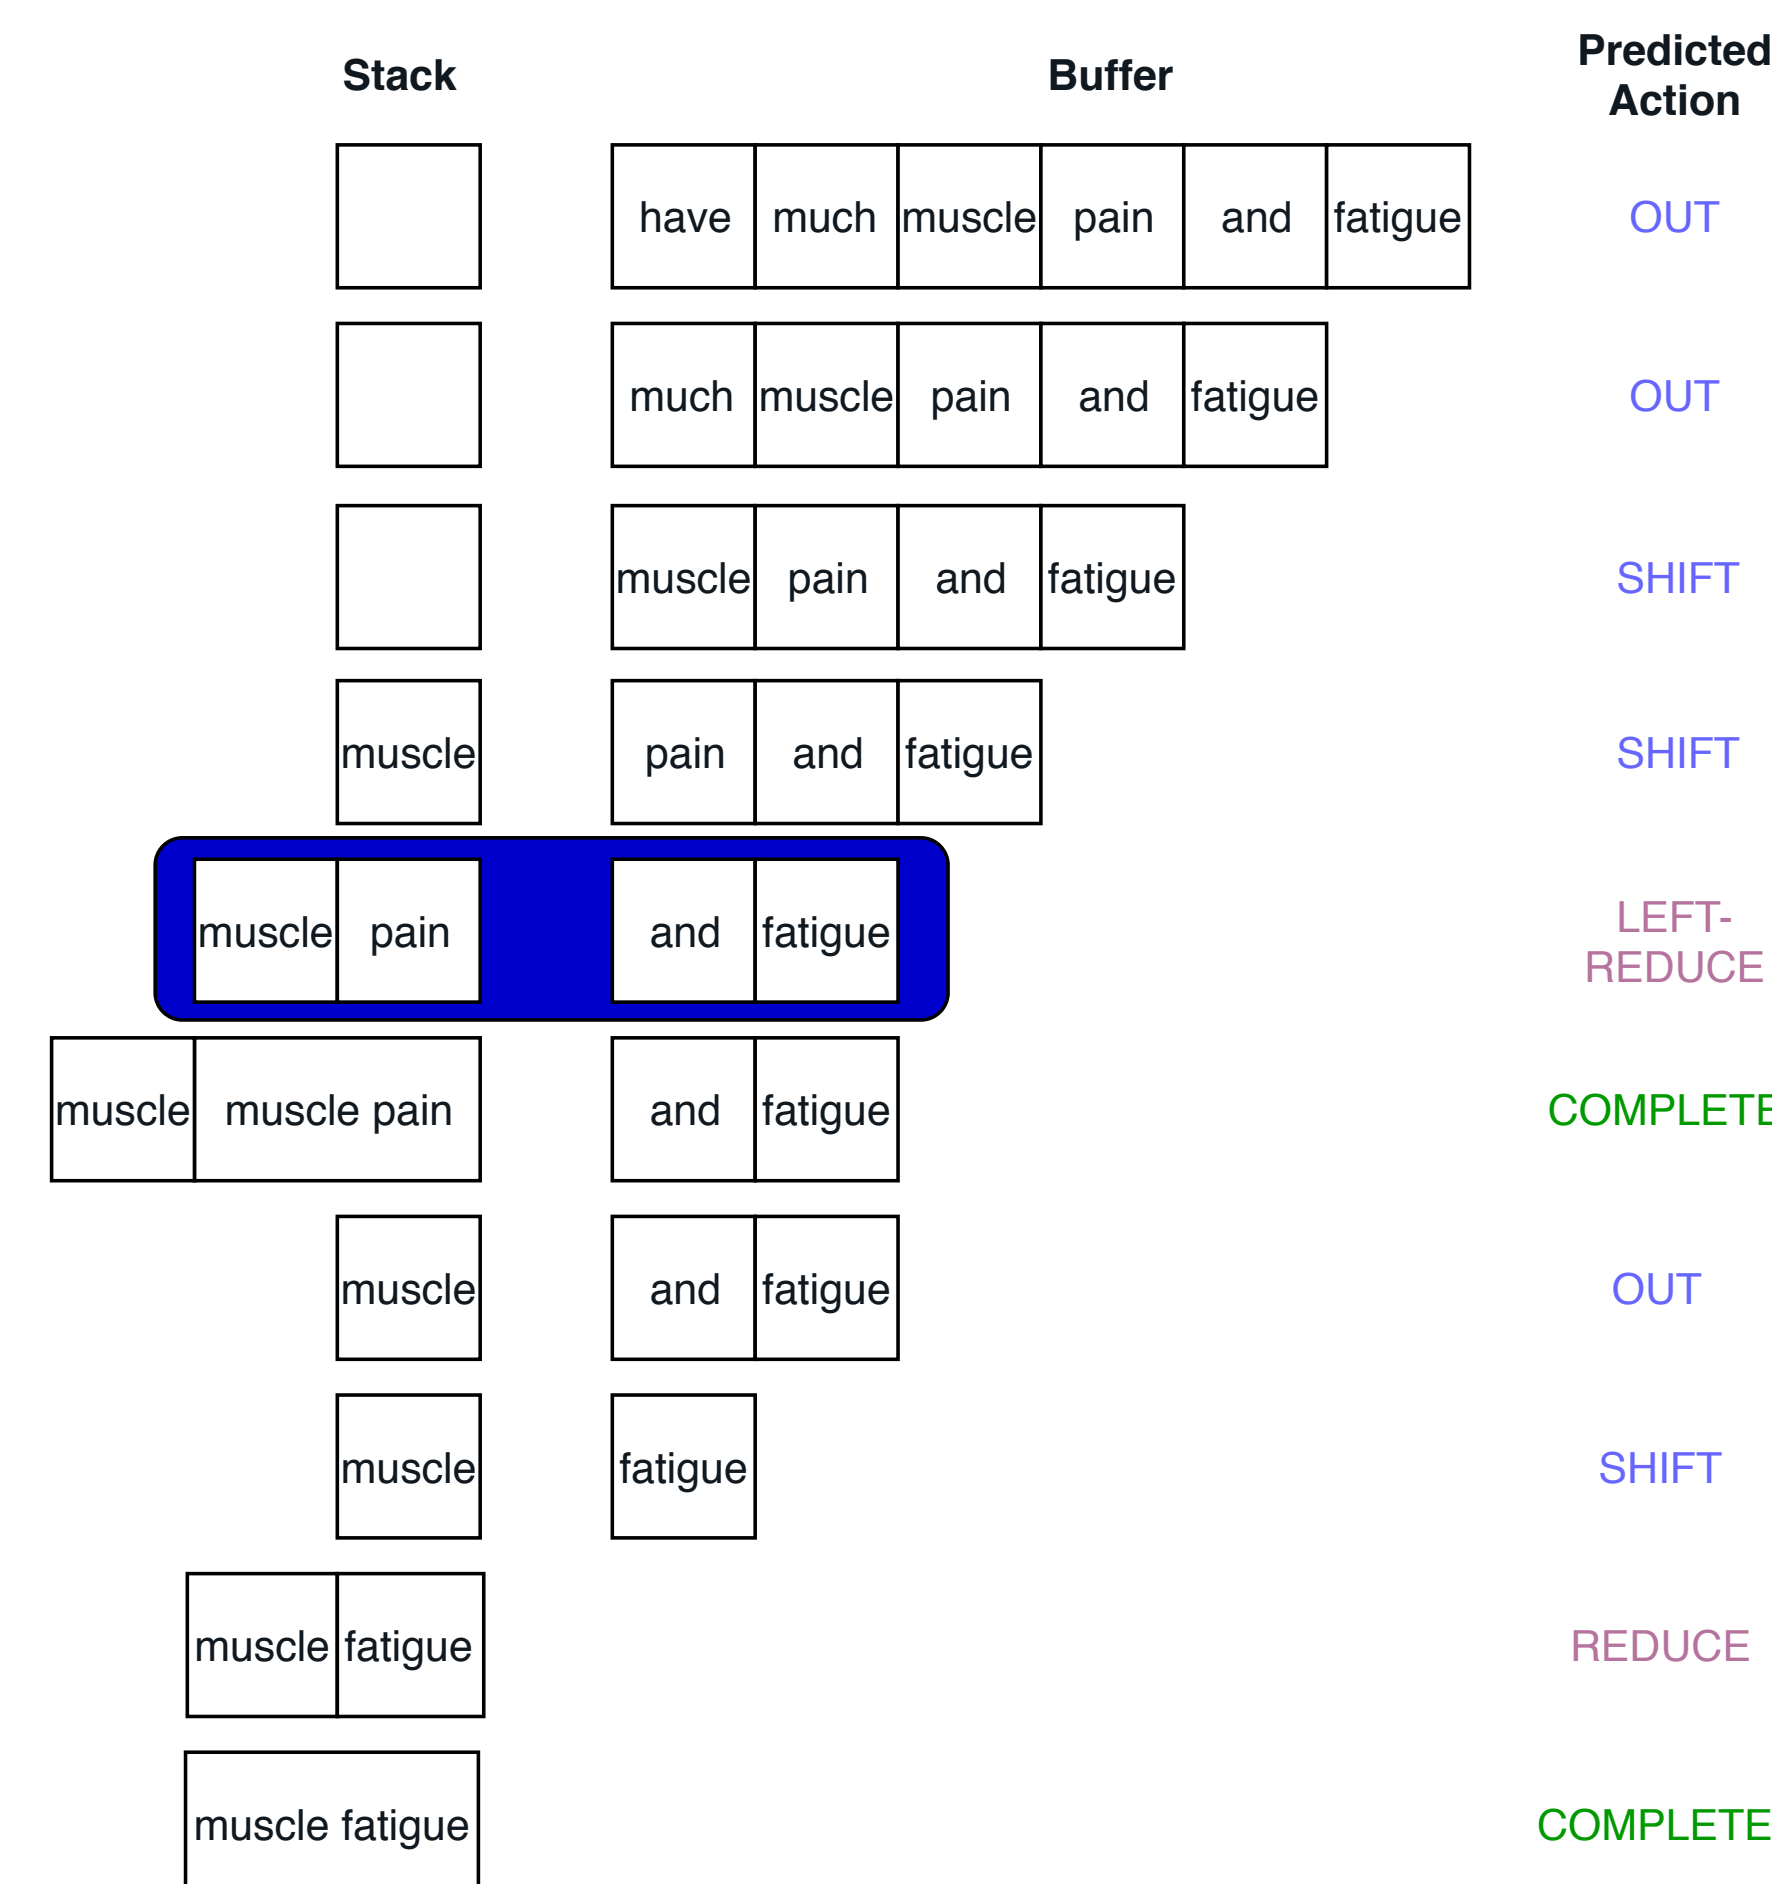 Stack Buffer Predicted Action
have much muscle pain and fatigue OUT
much muscle pain and fatigue OUT
muscle pain and fatigue SHIFT
muscle pain and fatigue SHIFT
muscle pain and fatigue LEFT-REDUCE
muscle muscle pain and fatigue COMPLETE
muscle and fatigue OUT
muscle fatigue SHIFT
muscle fatigue REDUCE
muscle fatigue COMPLETE